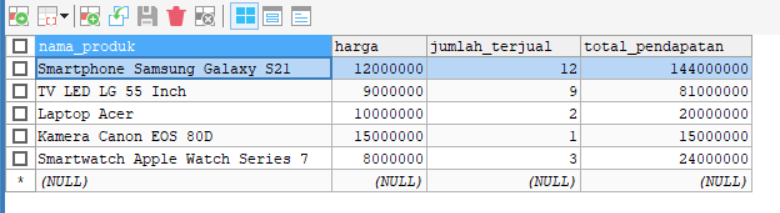 nama_produk harga jumlah_terjual total_pendapatan
Smartphone Samsung Galaxy S21 12000000 12 144000000
TV LED LG 55 Inch 9000000 9 81000000
Laptop Acer 10000000 2 20000000
Kamera Canon EOS 80D 15000000 1 15000000
Smartwatch Apple Watch Series 7 8000000 3 24000000
* (NULL) (NULL) (NULL) (NULL)